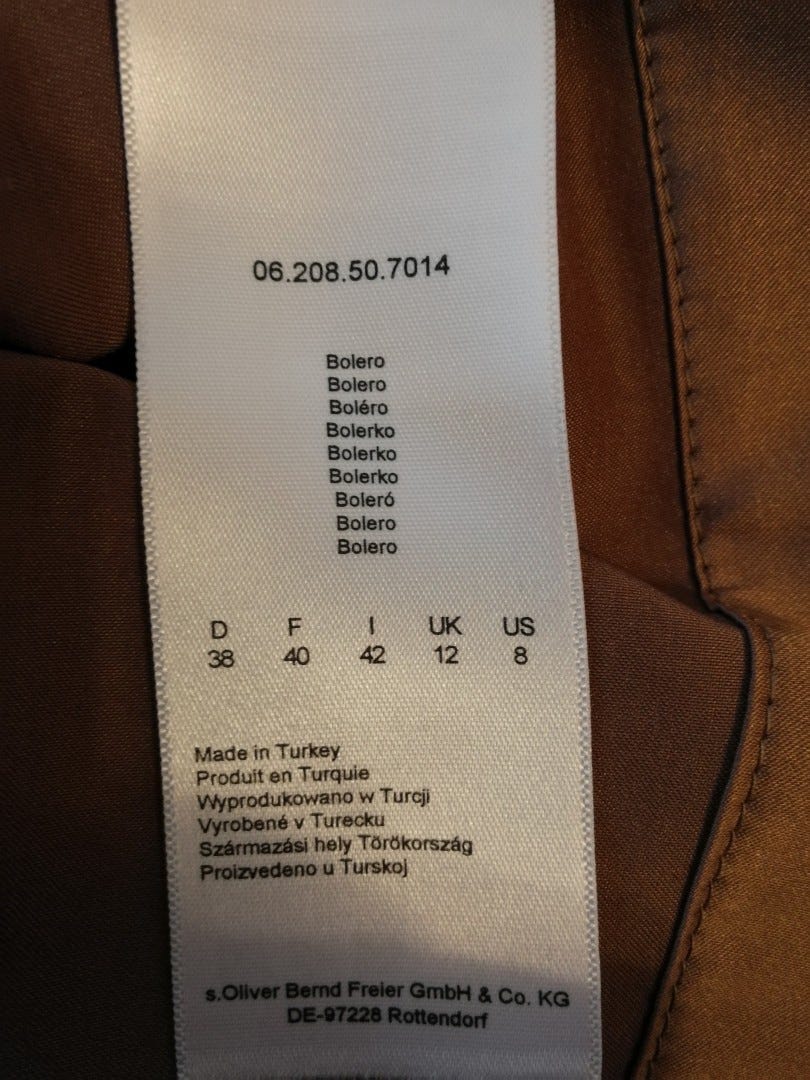 06.208.50.7014
Bolero
Bolero
Boléro
Bolerko
Bolerko
Bolerko
Boleró
Bolero
Bolero
D F I UK US
38 40 42 12 8
Made in Turkey
Produit en Turquie
Wyprodukowano w Turcji
Vyrobené v Turecku
Származási hely Törökország
Proizvedeno u Turskoj
s.Oliver Bernd Freier GmbH & Co. KG
DE-97228 Rottendorf